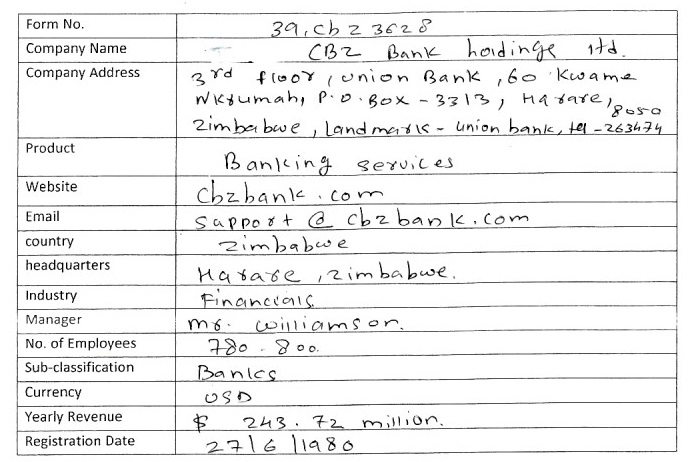 Form No. 39, cbz 3628
Company Name CBZ Bank holdinge ltd.
Company Address 3rd floor, union Bank, 60 Kwame
Nkrumah, P.O.Box - 3313, Harare, 8050
Zimbabwe, Landmark - union bank, tel - 263474
Product Banking services
Website cbzbank.com
Email support@cbzbank.com
country zimbabwe
headquarters Harare, zimbabwe.
Industry Financials
Manager mr. williamson.
No. of Employees 780 - 800.
Sub-classification Banks
Currency USD
Yearly Revenue $ 243.72 million.
Registration Date 27/6/1980